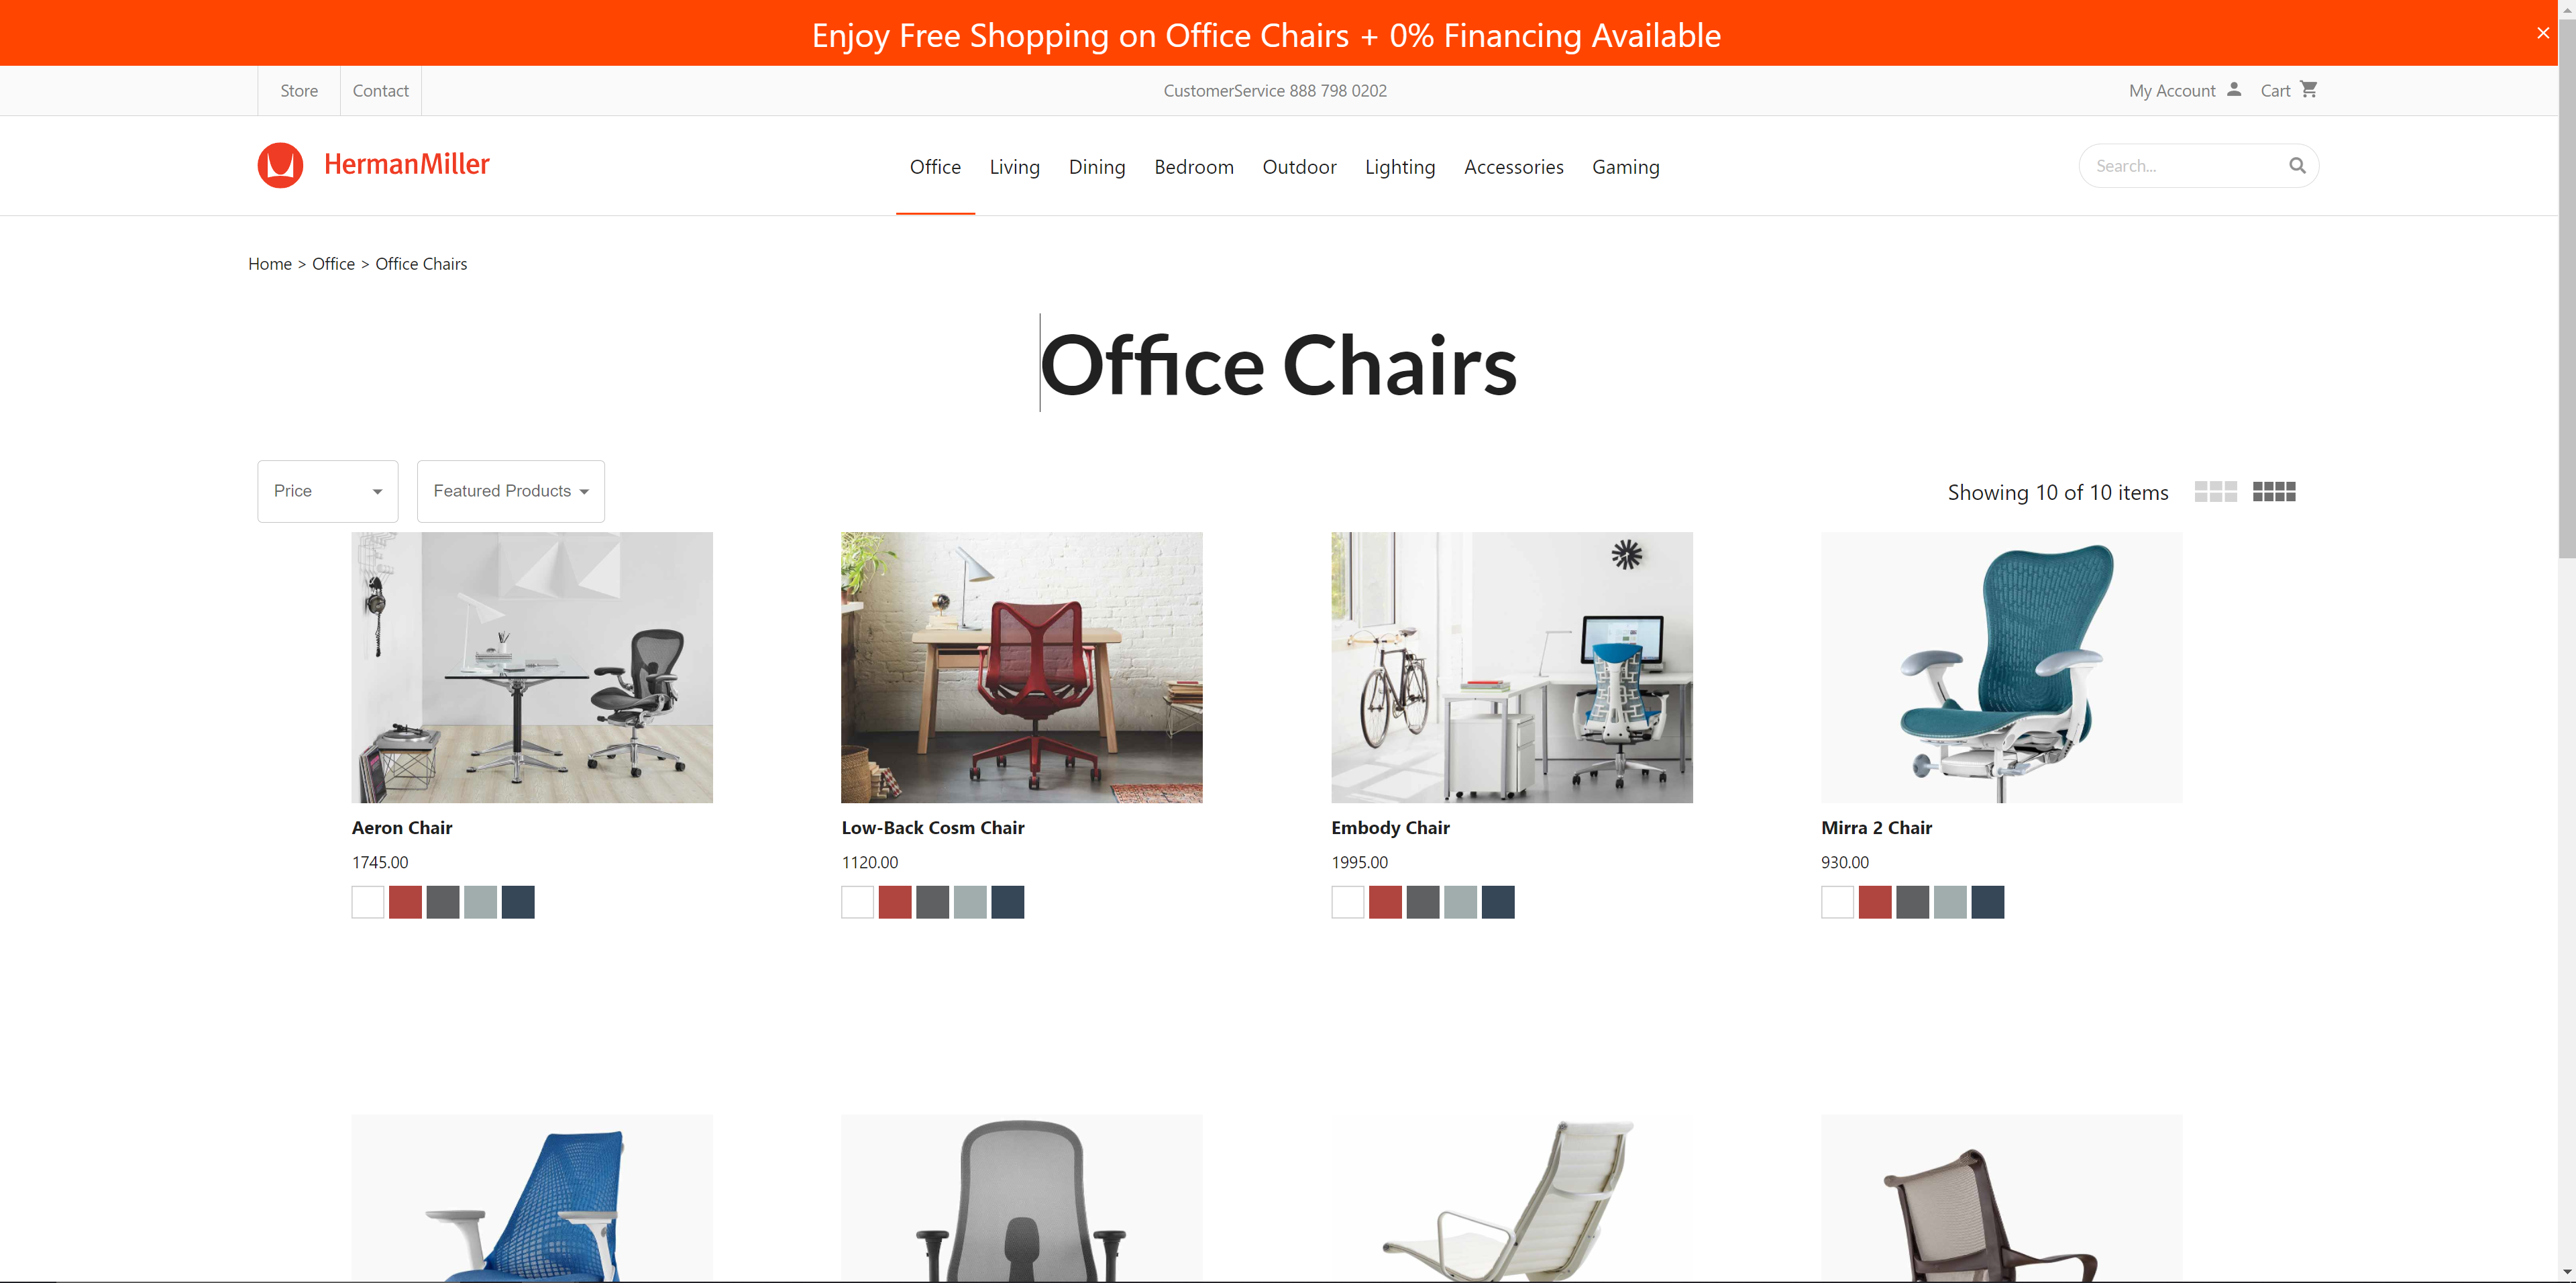 Enjoy Free Shopping on Office Chairs + 0% Financing Available
Store Contact CustomerService 888 798 0202 My Account Cart
HermanMiller Office Living Dining Bedroom Outdoor Lighting Accessories Gaming Search...
Home > Office > Office Chairs
Office Chairs
Price Featured Products Showing 10 of 10 items
Aeron Chair Low-Back Cosm Chair Embody Chair Mirra 2 Chair
1745.00 1120.00 1995.00 930.00